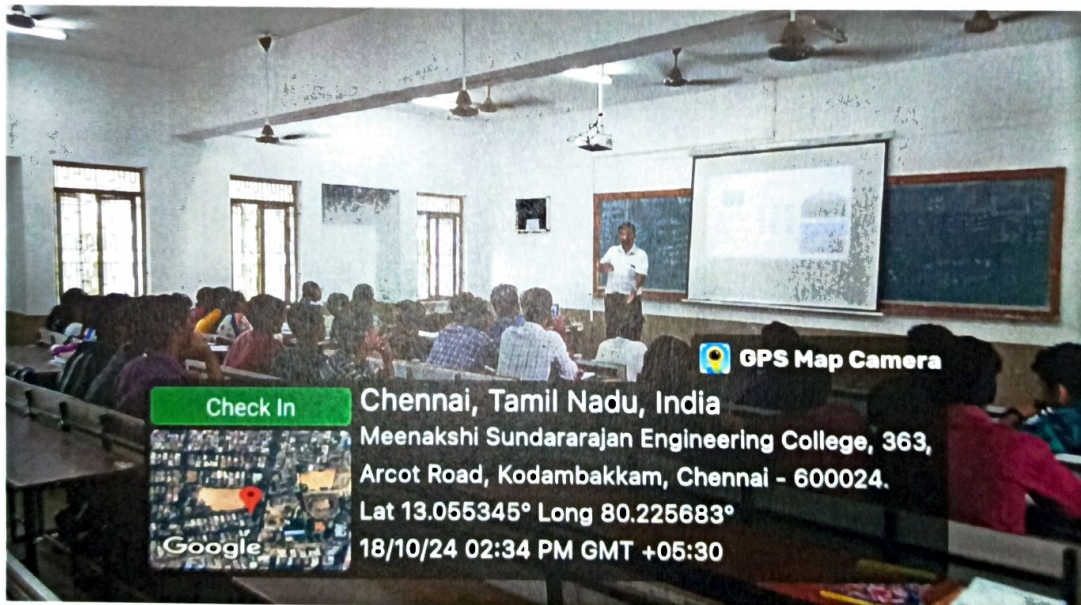 GPS Map Camera
Check In
Chennai, Tamil Nadu, India
Meenakshi Sundararajan Engineering College, 363,
Arcot Road, Kodambakkam, Chennai - 600024.
Lat 13.055345° Long 80.225683°
18/10/24 02:34 PM GMT +05:30
Google